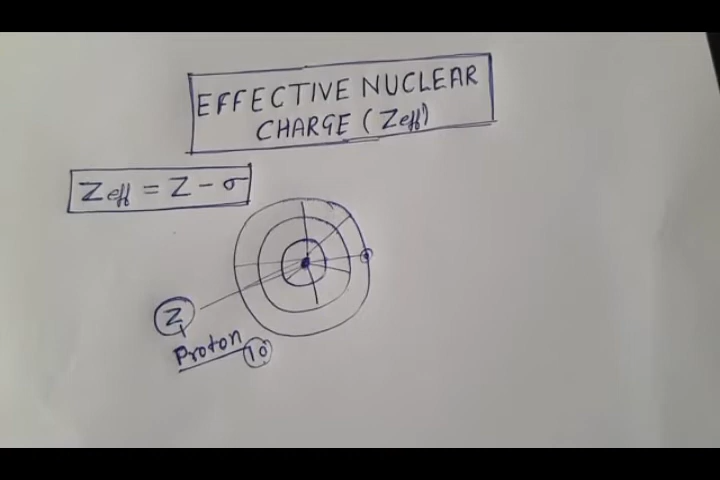 EFFECTIVE NUCLEAR
CHARGE (Zeff)
Zeff = Z - σ
Z
Proton 10